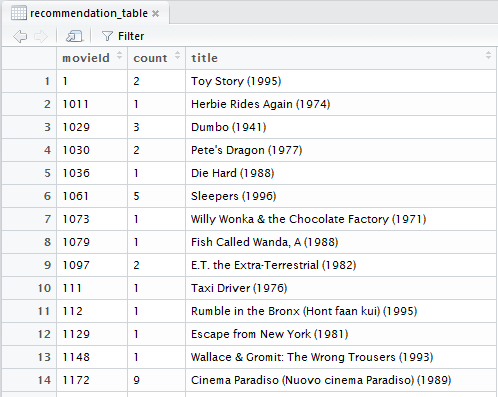 recommendation_table
Filter
movieId count title
1 1 2 Toy Story (1995)
2 1011 1 Herbie Rides Again (1974)
3 1029 3 Dumbo (1941)
4 1030 2 Pete's Dragon (1977)
5 1036 1 Die Hard (1988)
6 1061 5 Sleepers (1996)
7 1073 1 Willy Wonka & the Chocolate Factory (1971)
8 1079 1 Fish Called Wanda, A (1988)
9 1097 2 E.T. the Extra-Terrestrial (1982)
10 111 1 Taxi Driver (1976)
11 112 1 Rumble in the Bronx (Hont faan kui) (1995)
12 1129 1 Escape from New York (1981)
13 1148 1 Wallace & Gromit: The Wrong Trousers (1993)
14 1172 9 Cinema Paradiso (Nuovo cinema Paradiso) (1989)